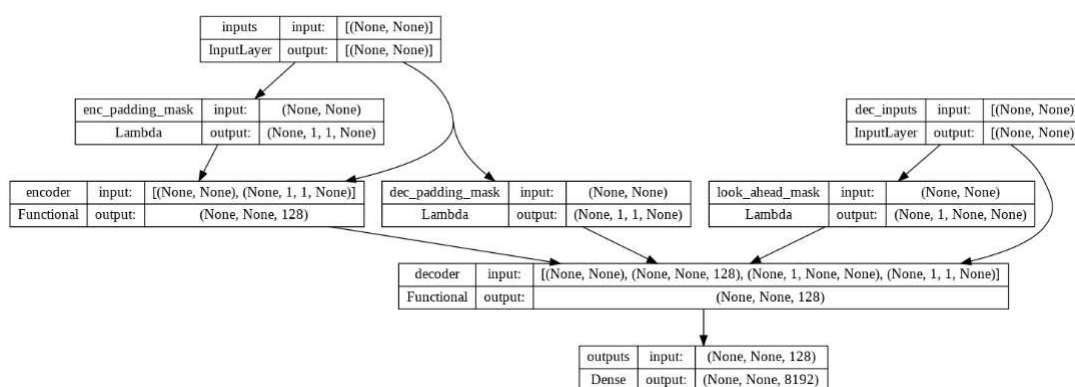 inputs input: [(None, None)]
InputLayer output: [(None, None)]
enc_padding_mask input: (None, None)
Lambda output: (None, 1, 1, None)
dec_inputs input: [(None, None)]
InputLayer output: [(None, None)]
encoder input: [(None, None), (None, 1, 1, None)]
Functional output: (None, None, 128)
dec_padding_mask input: (None, None)
Lambda output: (None, 1, 1, None)
look_ahead_mask input: (None, None)
Lambda output: (None, 1, None, None)
decoder input: [(None, None), (None, None, 128), (None, 1, None, None), (None, 1, 1, None)]
Functional output: (None, None, 128)
outputs input: (None, None, 128)
Dense output: (None, None, 8192)